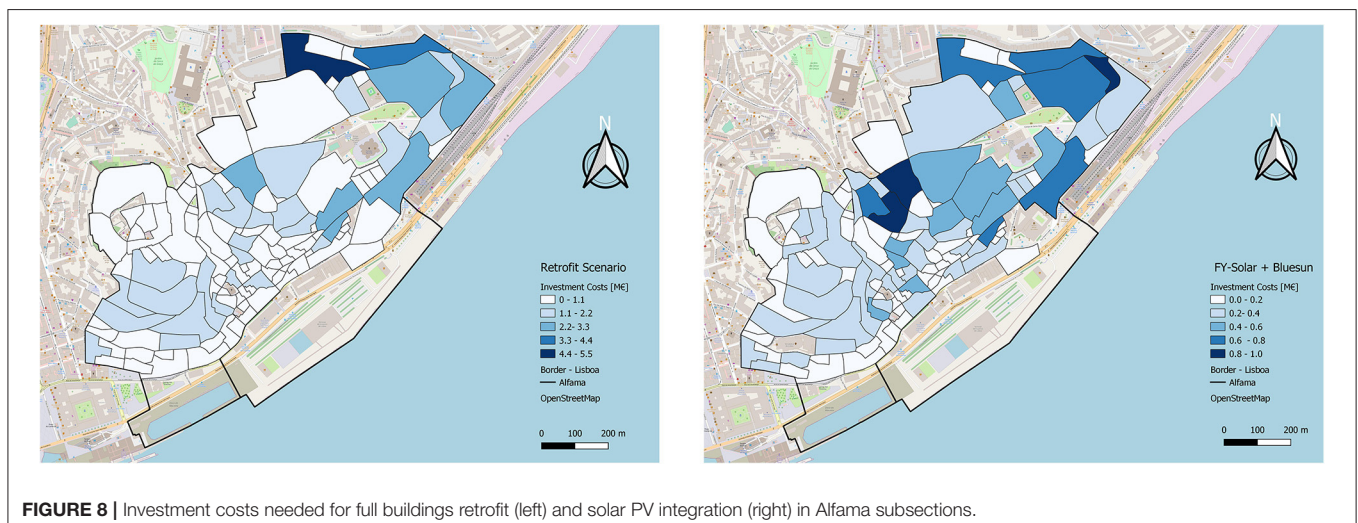 N
Retrofit Scenario
Investment Costs [M€]
0 - 1.1
1.1 - 2.2
2.2- 3.3
3.3 - 4.4
4.4 - 5.5
Border - Lisboa
Alfama
OpenStreetMap
0 100 200 m
N
FY-Solar + Bluesun
Investment Costs [M€]
0.0 - 0.2
0.2- 0.4
0.4 - 0.6
0.6 - 0.8
0.8 - 1.0
Border - Lisboa
Alfama
OpenStreetMap
0 100 200 m
FIGURE 8 | Investment costs needed for full buildings retrofit (left) and solar PV integration (right) in Alfama subsections.